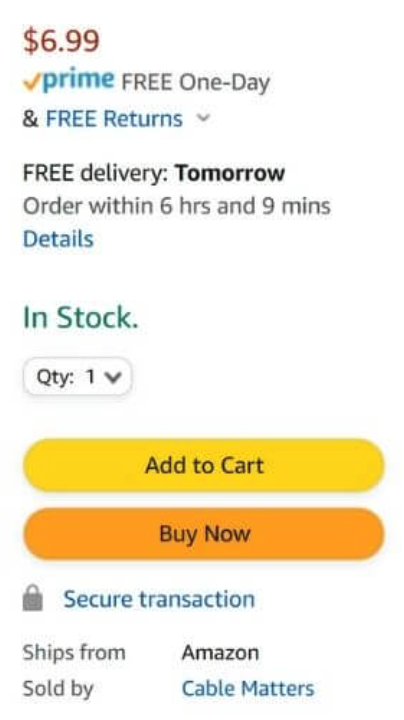 $6.99
prime FREE One-Day
& FREE Returns
FREE delivery: Tomorrow
Order within 6 hrs and 9 mins
Details
In Stock.
Qty: 1
Add to Cart
Buy Now
Secure transaction
Ships from Amazon
Sold by Cable Matters